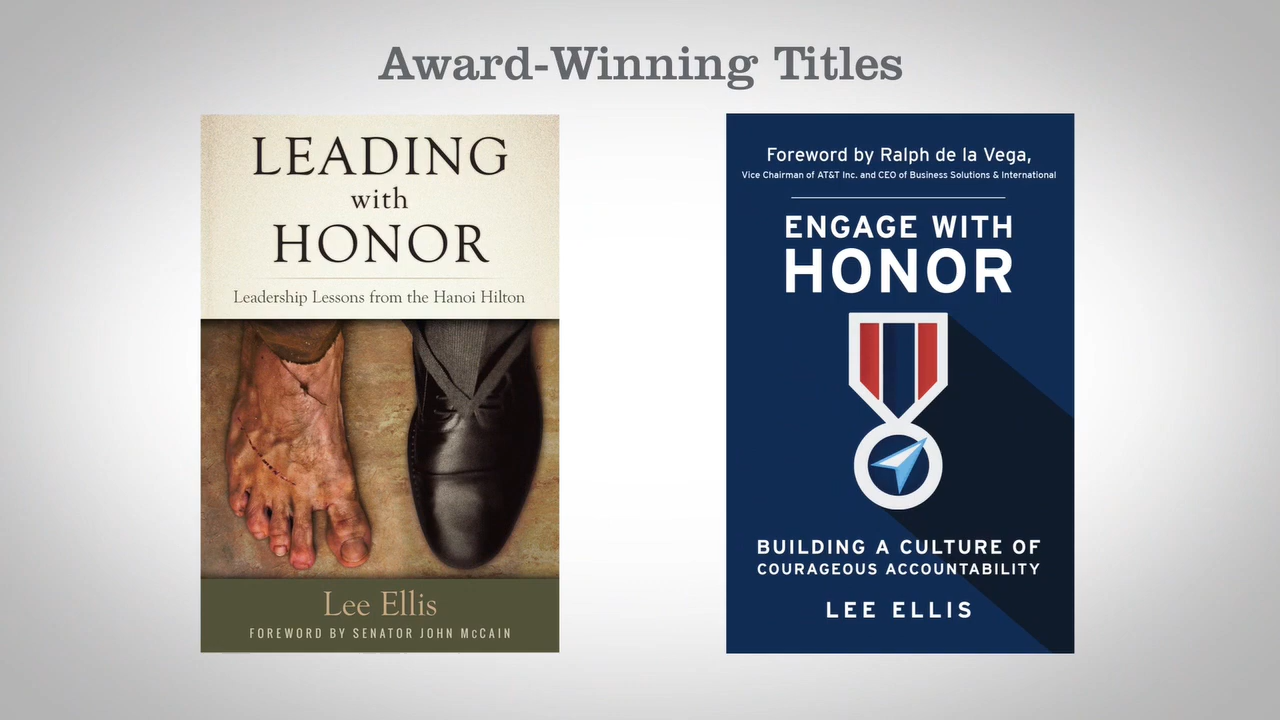 Award-Winning Titles
LEADING
with
HONOR
Leadership Lessons from the Hanoi Hilton
Lee Ellis
FOREWORD BY SENATOR JOHN McCAIN
Foreword by Ralph de la Vega,
Vice Chairman of AT&T Inc. and CEO of Business Solutions & International
ENGAGE WITH
HONOR
BUILDING A CULTURE OF
COURAGEOUS ACCOUNTABILITY
LEE ELLIS